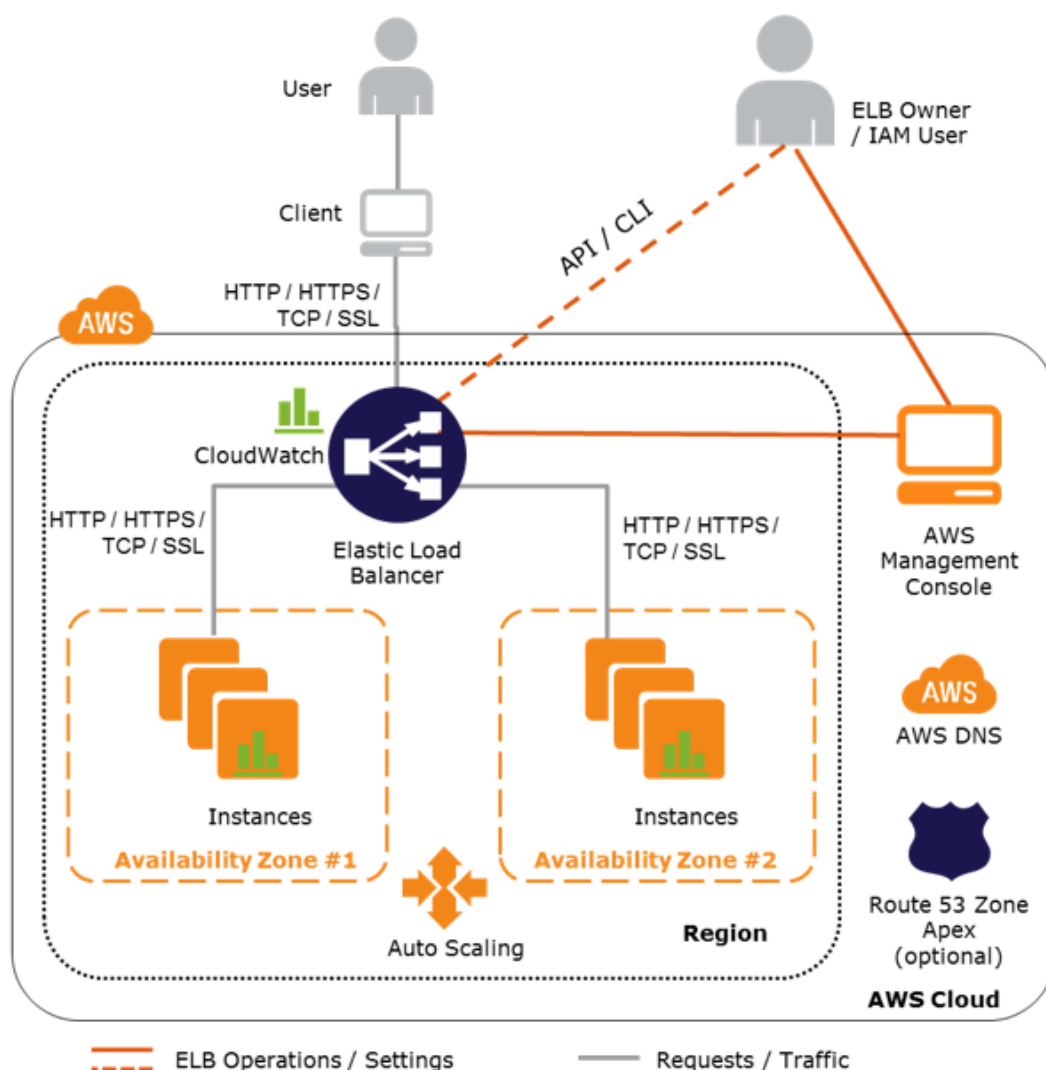 User
ELB Owner
/ IAM User
Client
API / CLI
HTTP / HTTPS /
TCP / SSL
AWS
CloudWatch
HTTP / HTTPS /
TCP / SSL
Elastic Load
Balancer
HTTP / HTTPS /
TCP / SSL
AWS
Management
Console
AWS
AWS DNS
Instances
Availability Zone #1
Instances
Availability Zone #2
Auto Scaling
Region
Route 53 Zone
Apex
(optional)
AWS Cloud
ELB Operations / Settings
Requests / Traffic